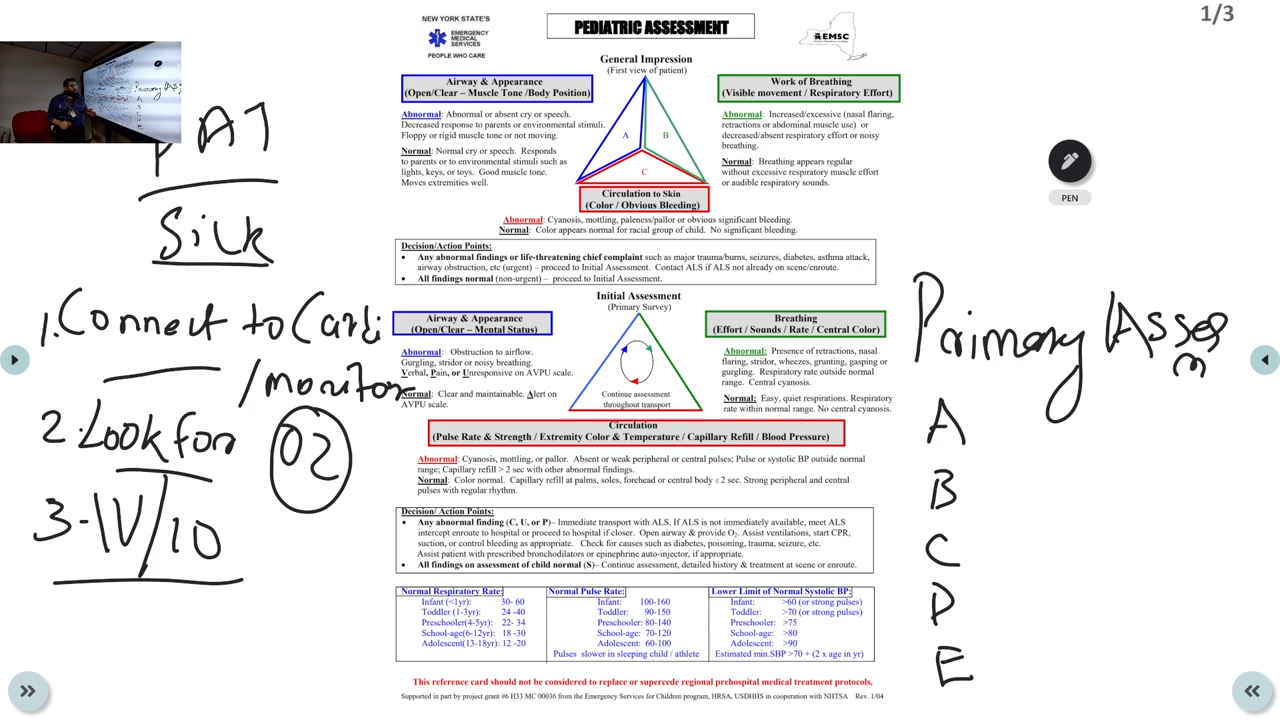 1/3
NEW YORK STATE'S
EMERGENCY
MEDICAL
SERVICES
PEOPLE WHO CARE
PEDIATRIC ASSESSMENT
EMSC
General Impression
(First view of patient)
Airway & Appearance
(Open/Clear – Muscle Tone /Body Position)
Abnormal: Abnormal or absent cry or speech.
Decreased response to parents or environmental stimuli.
Floppy or rigid muscle tone or not moving.
Normal: Normal cry or speech. Responds
to parents or to environmental stimuli such as
lights, keys, or toys. Good muscle tone.
Moves extremities well.
A
B
C
Work of Breathing
(Visible movement / Respiratory Effort)
Abnormal: Increased/excessive (nasal flaring,
retractions or abdominal muscle use) or
decreased/absent respiratory effort or noisy
breathing.
Normal: Breathing appears regular
without excessive respiratory muscle effort
or audible respiratory sounds.
Circulation to Skin
(Color / Obvious Bleeding)
Abnormal: Cyanosis, mottling, paleness/pallor or obvious significant bleeding.
Normal: Color appears normal for racial group of child. No significant bleeding.
Decision/Action Points:
• Any abnormal findings or life-threatening chief complaint such as major trauma/burns, seizures, diabetes, asthma attack,
airway obstruction, etc (urgent) – proceed to Initial Assessment. Contact ALS if ALS not already on scene/enroute.
• All findings normal (non-urgent) – proceed to Initial Assessment.
Initial Assessment
(Primary Survey)
Airway & Appearance
(Open/Clear – Mental Status)
Abnormal: Obstruction to airflow.
Gurgling, stridor or noisy breathing.
Verbal, Pain, or Unresponsive on AVPU scale.
Normal: Clear and maintainable. Alert on
AVPU scale.
Continue assessment
throughout transport
Breathing
(Effort / Sounds / Rate / Central Color)
Abnormal: Presence of retractions, nasal
flaring, stridor, wheezes, grunting, gasping or
gurgling. Respiratory rate outside normal
range. Central cyanosis.
Normal: Easy, quiet respirations. Respiratory
rate within normal range. No central cyanosis.
Circulation
(Pulse Rate & Strength / Extremity Color & Temperature / Capillary Refill / Blood Pressure)
Abnormal: Cyanosis, mottling, or pallor. Absent or weak peripheral or central pulses; Pulse or systolic BP outside normal
range; Capillary refill > 2 sec with other abnormal findings.
Normal: Color normal. Capillary refill at palms, soles, forehead or central body ≤ 2 sec. Strong peripheral and central
pulses with regular rhythm.
Decision/ Action Points:
• Any abnormal finding (C, U, or P)– Immediate transport with ALS. If ALS is not immediately available, meet ALS
intercept enroute to hospital or proceed to hospital if closer. Open airway & provide O2. Assist ventilations, start CPR,
suction, or control bleeding as appropriate. Check for causes such as diabetes, poisoning, trauma, seizure, etc.
Assist patient with prescribed bronchodilators or epinephrine auto-injector, if appropriate.
• All findings on assessment of child normal (S)– Continue assessment, detailed history & treatment at scene or enroute.
Normal Respiratory Rate:
Infant (<1yr): 30- 60
Toddler (1-3yr): 24 -40
Preschooler(4-5yr): 22- 34
School-age(6-12yr): 18 -30
Adolescent(13-18yr): 12 -20
Normal Pulse Rate:
Infant: 100-160
Toddler: 90-150
Preschooler: 80-140
School-age: 70-120
Adolescent: 60-100
Pulses slower in sleeping child / athlete
Lower Limit of Normal Systolic BP:
Infant: >60 (or strong pulses)
Toddler: >70 (or strong pulses)
Preschooler: >75
School-age: >80
Adolescent: >90
Estimated min.SBP >70 + (2 x age in yr)
This reference card should not be considered to replace or supercede regional prehospital medical treatment protocols.
Supported in part by project grant #6 H33 MC 00036 from the Emergency Services for Children program, HRSA, USDHHS in cooperation with NHTSA Rev. 1/04
PAT
Sick
1. Connect to Cardi
/monitor
2. Look for O2
3- IV/IO
Primary Asses
m
A
B
C
D
E
PEN